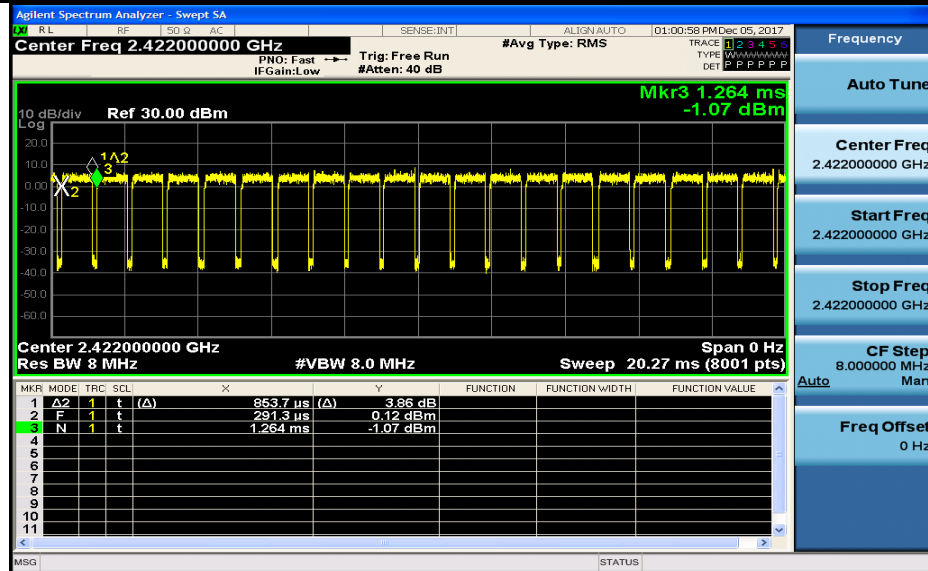 Agilent Spectrum Analyzer - Swept SA
LXI RL RF 50 Ω AC SENSE:INT ALIGN AUTO 01:00:58 PM Dec 05, 2017
Center Freq 2.422000000 GHz #Avg Type: RMS TRACE 1 2 3 4 5 6
PNO: Fast Trig: Free Run TYPE
IFGain:Low #Atten: 40 dB DET P P P P P P
Mkr3 1.264 ms
10 dB/div Ref 30.00 dBm -1.07 dBm
Log
20.0
1Δ2
10.0
3
0.00
2
-10.0
-20.0
-30.0
-40.0
-50.0
-60.0
Center 2.422000000 GHz Span 0 Hz
Res BW 8 MHz #VBW 8.0 MHz Sweep 20.27 ms (8001 pts)
MKR MODE TRC SCL X Y FUNCTION FUNCTION WIDTH FUNCTION VALUE
1 Δ2 1 t (Δ) 853.7 µs (Δ) 3.86 dB
2 F 1 t 291.3 µs 0.12 dBm
3 N 1 t 1.264 ms -1.07 dBm
4
5
6
7
8
9
10
11
MSG STATUS
Frequency
Auto Tune
Center Freq
2.422000000 GHz
Start Freq
2.422000000 GHz
Stop Freq
2.422000000 GHz
CF Step
8.000000 MHz
Auto Man
Freq Offset
0 Hz